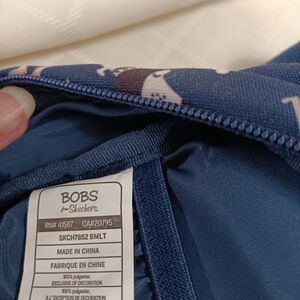 BOBS
from Skechers
RN# 41587 CA#20795
SKCH7852 BMLT
MADE IN CHINA
FABRIQUE EN CHINE
100% polyester,
EXCLUSIVE OF DECORATION
100% polyester,
À L'EXCEPTION DE DÉCORATION